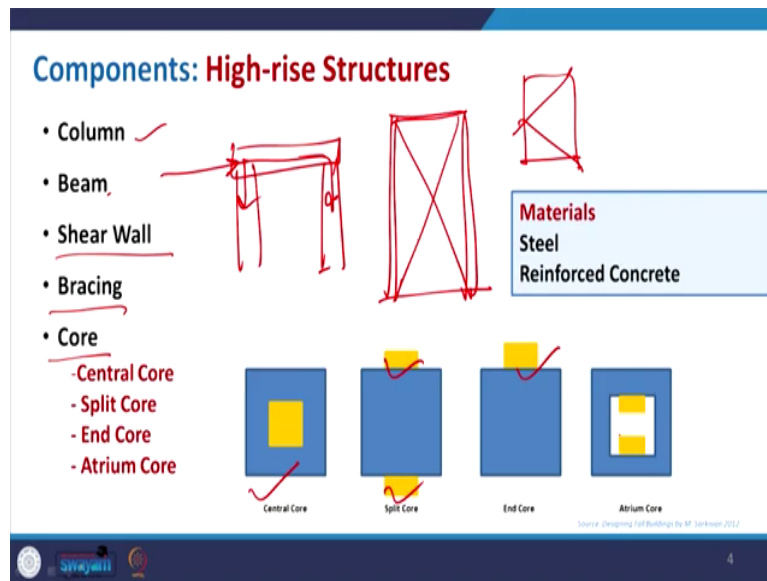 Components: High-rise Structures
• Column
• Beam
• Shear Wall
• Bracing
• Core
-Central Core
- Split Core
- End Core
- Atrium Core
Materials
Steel
Reinforced Concrete
Central Core
Split Core
End Core
Atrium Core
Source: Designing Tall Buildings by M. Sarkisian 2012
swayam
4